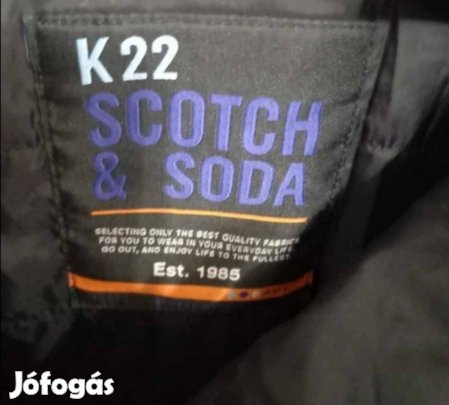 K22
SCOTCH
& SODA
SELECTING ONLY THE BEST QUALITY FABRICS
FOR YOU TO WEAR IN YOUR EVERYDAY LIFE
GO OUT, AND ENJOY LIFE TO THE FULLEST
Est. 1985
Jófogás